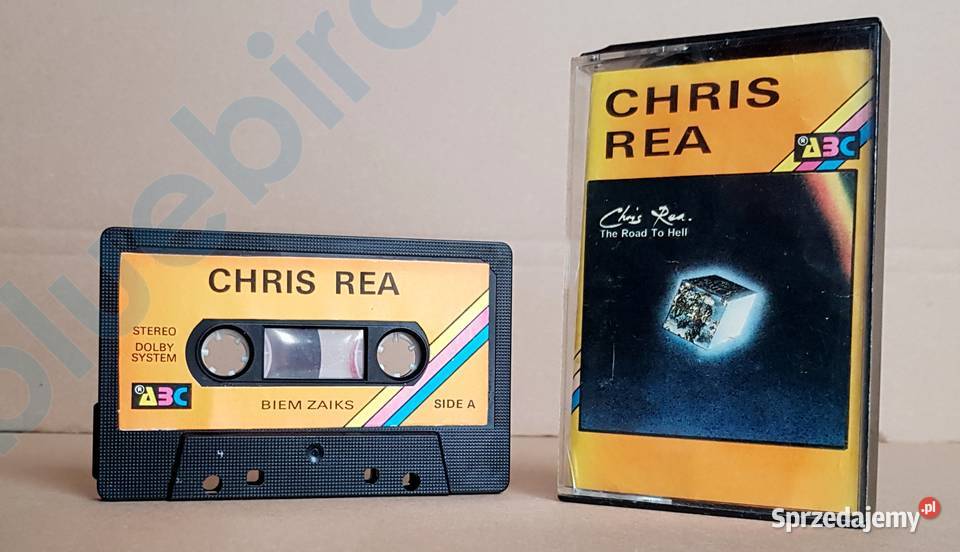 bluebird
CHRIS REA
STEREO
DOLBY
SYSTEM
®ABC
BIEM ZAIKS
SIDE A
CHRIS
REA
®ABC
Chris Rea.
The Road To Hell
Sprzedajemy.pl